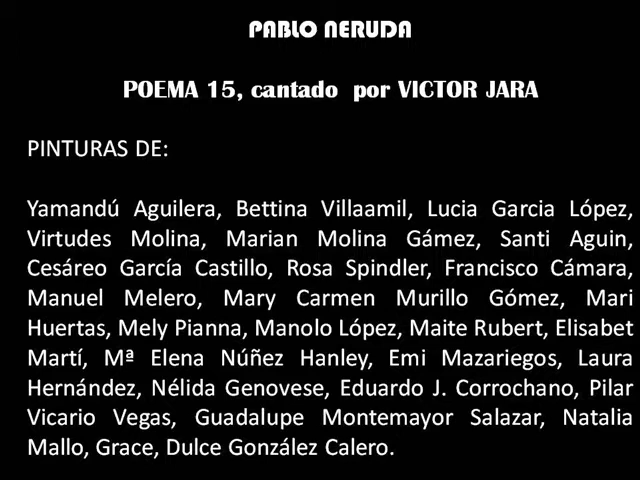 PABLO NERUDA
POEMA 15, cantado por VICTOR JARA
PINTURAS DE:
Yamandú Aguilera, Bettina Villaamil, Lucia Garcia López,
Virtudes Molina, Marian Molina Gámez, Santi Aguin,
Cesáreo García Castillo, Rosa Spindler, Francisco Cámara,
Manuel Melero, Mary Carmen Murillo Gómez, Mari
Huertas, Mely Pianna, Manolo López, Maite Rubert, Elisabet
Martí, Mª Elena Núñez Hanley, Emi Mazariegos, Laura
Hernández, Nélida Genovese, Eduardo J. Corrochano, Pilar
Vicario Vegas, Guadalupe Montemayor Salazar, Natalia
Mallo, Grace, Dulce González Calero.